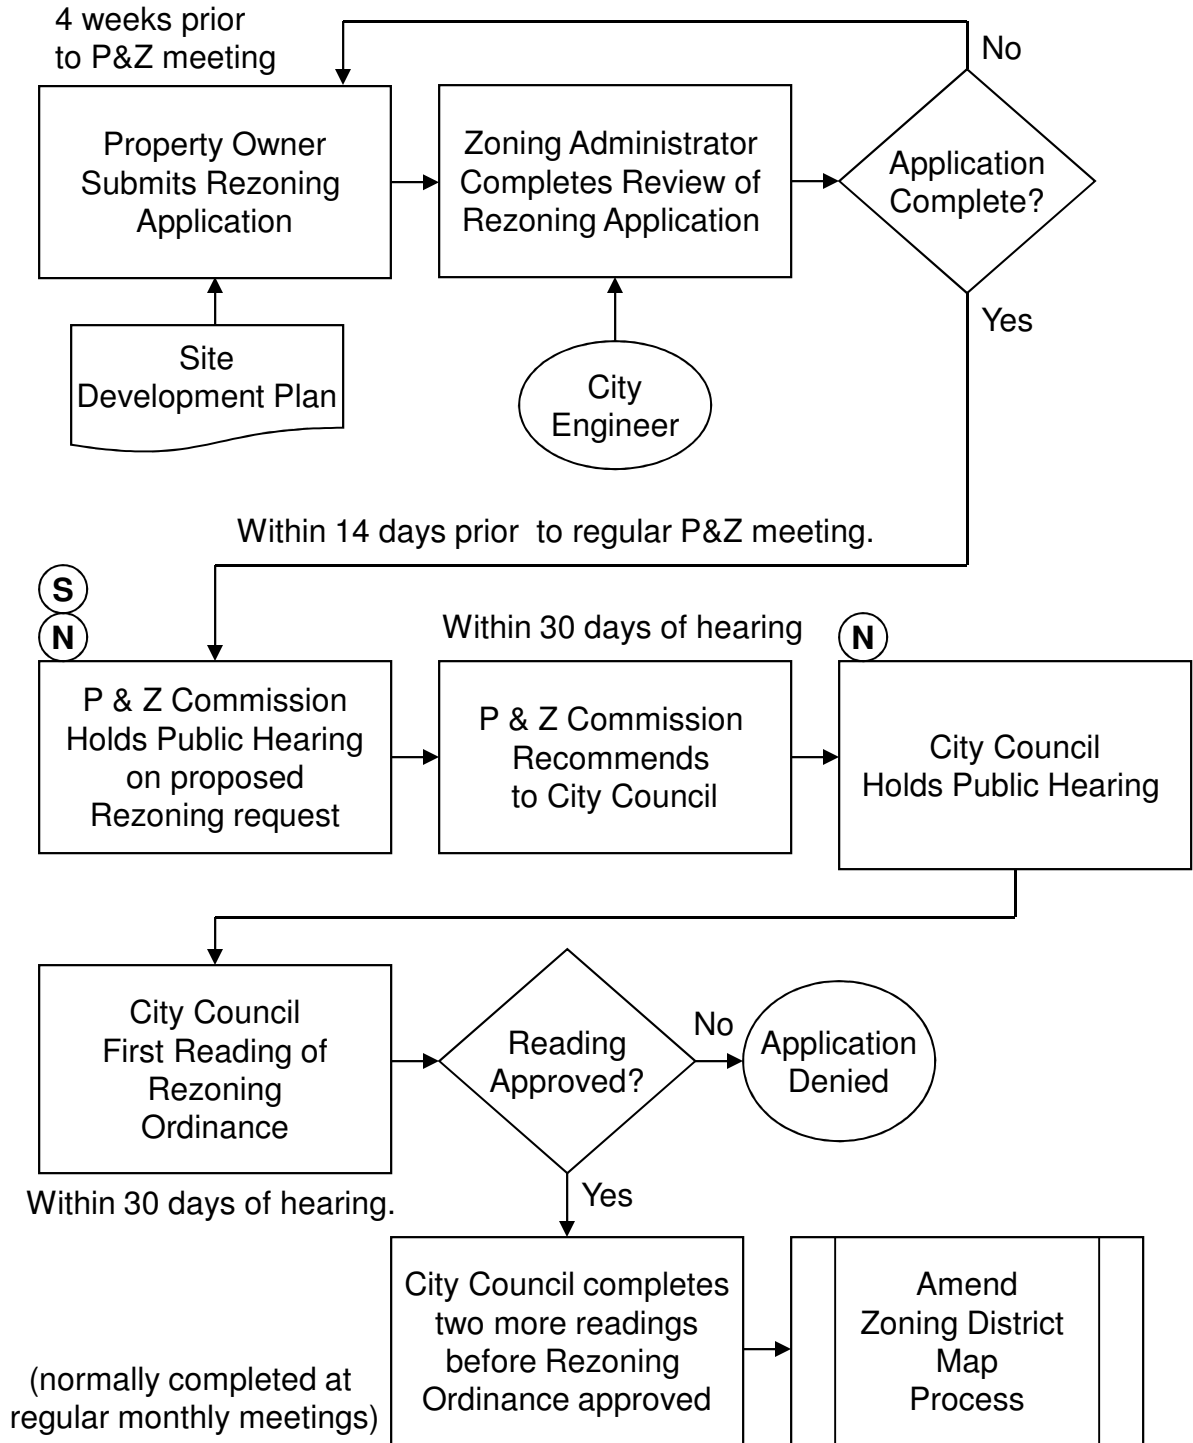 4 weeks prior
to P&Z meeting
No
Property Owner
Submits Rezoning
Application
Zoning Administrator
Completes Review of
Rezoning Application
Application
Complete?
Yes
Site
Development Plan
City
Engineer
Within 14 days prior  to regular P&Z meeting.
S
N
Within 30 days of hearing
N
P & Z Commission
Holds Public Hearing
on proposed
Rezoning request
P & Z Commission
Recommends
to City Council
City Council
Holds Public Hearing
City Council
First Reading of
Rezoning
Ordinance
Reading
Approved?
No
Application
Denied
Within 30 days of hearing.
Yes
City Council completes
two more readings
before Rezoning
Ordinance approved
Amend
Zoning District
Map
Process
(normally completed at
regular monthly meetings)